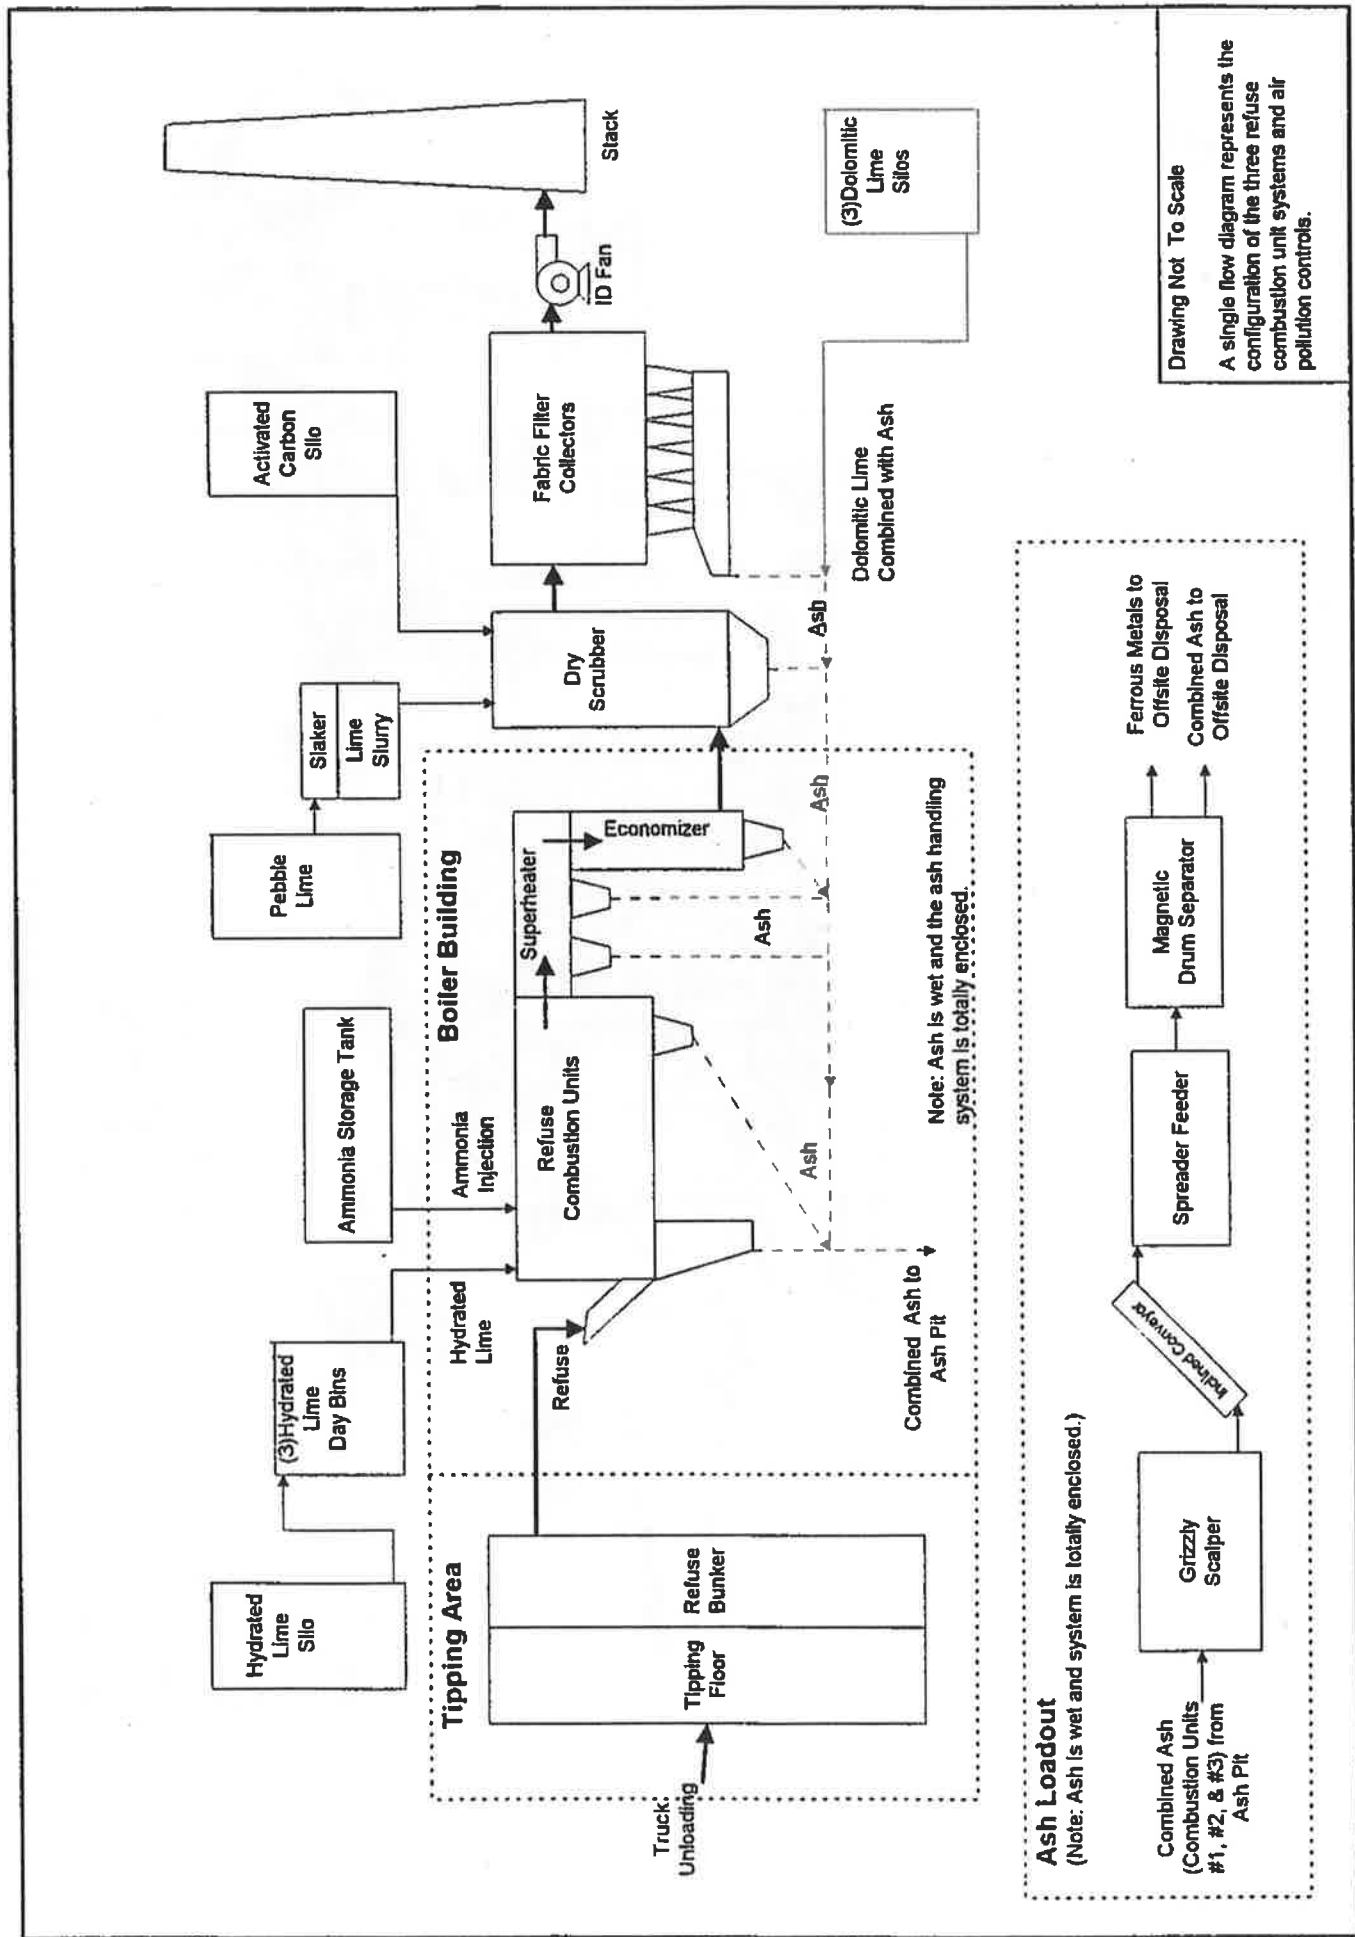 Hydrated
Lime
Silo
(3)Hydrated
Lime
Day Bins
Ammonia Storage Tank
Pebble
Lime
Slaker
Lime
Slurry
Activated
Carbon
Silo
Stack
Tipping Area
Boiler Building
Hydrated
Lime
Ammonia
Injection
Truck
Unloading
Tipping
Floor
Refuse
Bunker
Refuse
Refuse
Combustion Units
Superheater
Economizer
Dry
Scrubber
Fabric Filter
Collectors
ID Fan
Ash
Ash
Ash
Ash
Combined Ash to
Ash Pit
Note: Ash is wet and the ash handling
system is totally enclosed.
Dolomitic Lime
Combined with Ash
(3)Dolomitic
Lime
Silos
Ash Loadout
(Note: Ash is wet and system is totally enclosed.)
Combined Ash
(Combustion Units
#1, #2, & #3) from
Ash Pit
Grizzly
Scalper
Inclined Conveyor
Spreader Feeder
Magnetic
Drum Separator
Ferrous Metals to
Offsite Disposal
Combined Ash to
Offsite Disposal
Drawing Not To Scale
A single flow diagram represents the
configuration of the three refuse
combustion unit systems and air
pollution controls.